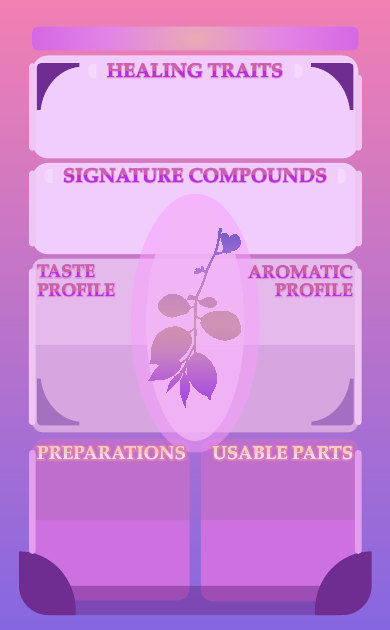 HEALING TRAITS
SIGNATURE COMPOUNDS
TASTE
PROFILE
AROMATIC
PROFILE
PREPARATIONS
USABLE PARTS